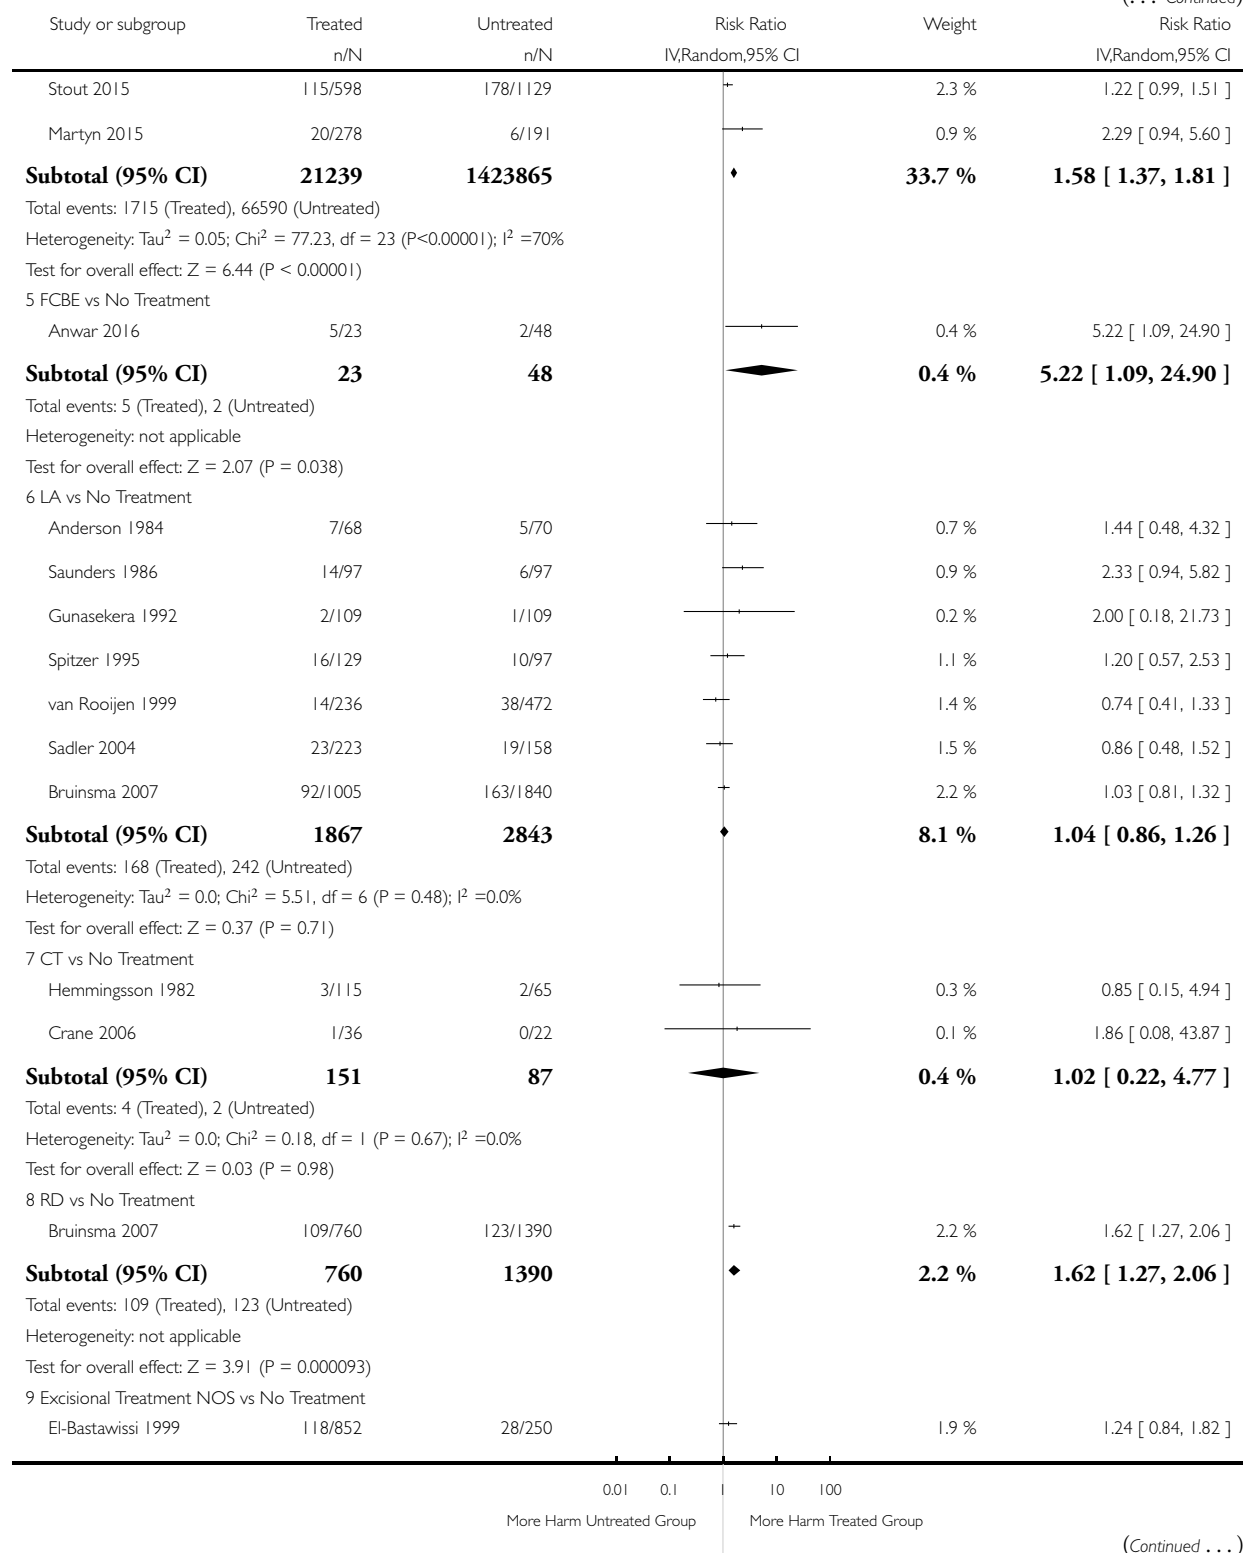 (. . . Continued)
Study or subgroup Treated Untreated Risk Ratio Weight Risk Ratio
n/N n/N IV,Random,95% CI IV,Random,95% CI
Stout 2015 115/598 178/1129 2.3 % 1.22 [ 0.99, 1.51 ]
Martyn 2015 20/278 6/191 0.9 % 2.29 [ 0.94, 5.60 ]
Subtotal (95% CI) 21239 1423865 33.7 % 1.58 [ 1.37, 1.81 ]
Total events: 1715 (Treated), 66590 (Untreated)
Heterogeneity: Tau² = 0.05; Chi² = 77.23, df = 23 (P<0.00001); I² =70%
Test for overall effect: Z = 6.44 (P < 0.00001)
5 FCBE vs No Treatment
Anwar 2016 5/23 2/48 0.4 % 5.22 [ 1.09, 24.90 ]
Subtotal (95% CI) 23 48 0.4 % 5.22 [ 1.09, 24.90 ]
Total events: 5 (Treated), 2 (Untreated)
Heterogeneity: not applicable
Test for overall effect: Z = 2.07 (P = 0.038)
6 LA vs No Treatment
Anderson 1984 7/68 5/70 0.7 % 1.44 [ 0.48, 4.32 ]
Saunders 1986 14/97 6/97 0.9 % 2.33 [ 0.94, 5.82 ]
Gunasekera 1992 2/109 1/109 0.2 % 2.00 [ 0.18, 21.73 ]
Spitzer 1995 16/129 10/97 1.1 % 1.20 [ 0.57, 2.53 ]
van Rooijen 1999 14/236 38/472 1.4 % 0.74 [ 0.41, 1.33 ]
Sadler 2004 23/223 19/158 1.5 % 0.86 [ 0.48, 1.52 ]
Bruinsma 2007 92/1005 163/1840 2.2 % 1.03 [ 0.81, 1.32 ]
Subtotal (95% CI) 1867 2843 8.1 % 1.04 [ 0.86, 1.26 ]
Total events: 168 (Treated), 242 (Untreated)
Heterogeneity: Tau² = 0.0; Chi² = 5.51, df = 6 (P = 0.48); I² =0.0%
Test for overall effect: Z = 0.37 (P = 0.71)
7 CT vs No Treatment
Hemmingsson 1982 3/115 2/65 0.3 % 0.85 [ 0.15, 4.94 ]
Crane 2006 1/36 0/22 0.1 % 1.86 [ 0.08, 43.87 ]
Subtotal (95% CI) 151 87 0.4 % 1.02 [ 0.22, 4.77 ]
Total events: 4 (Treated), 2 (Untreated)
Heterogeneity: Tau² = 0.0; Chi² = 0.18, df = 1 (P = 0.67); I² =0.0%
Test for overall effect: Z = 0.03 (P = 0.98)
8 RD vs No Treatment
Bruinsma 2007 109/760 123/1390 2.2 % 1.62 [ 1.27, 2.06 ]
Subtotal (95% CI) 760 1390 2.2 % 1.62 [ 1.27, 2.06 ]
Total events: 109 (Treated), 123 (Untreated)
Heterogeneity: not applicable
Test for overall effect: Z = 3.91 (P = 0.000093)
9 Excisional Treatment NOS vs No Treatment
El-Bastawissi 1999 118/852 28/250 1.9 % 1.24 [ 0.84, 1.82 ]
0.01 0.1 1 10 100
More Harm Untreated Group More Harm Treated Group
(Continued . . . )